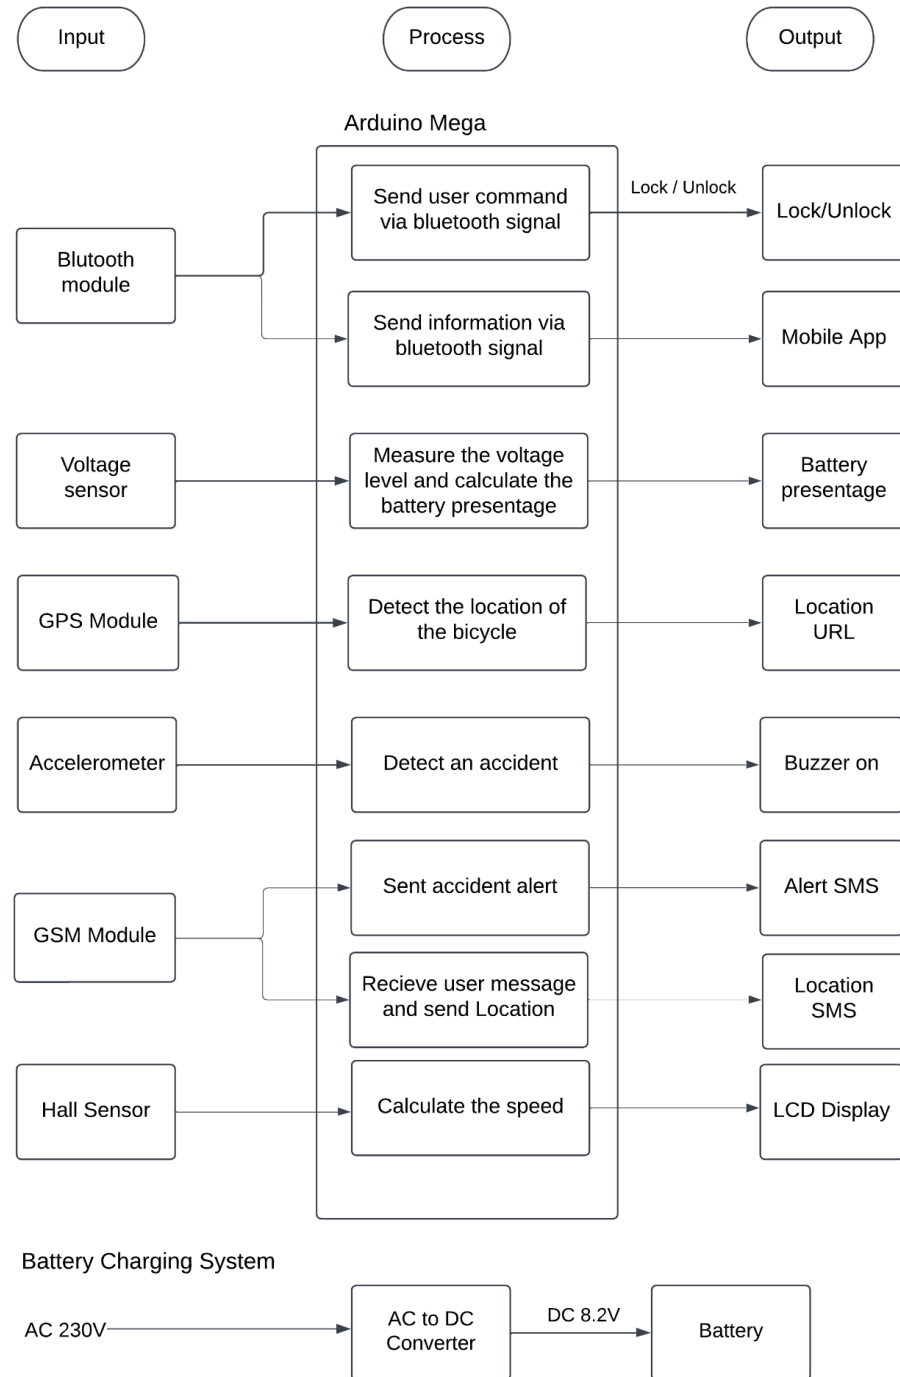 Input
Process
Output
Arduino Mega
Send user command
via bluetooth signal
Lock / Unlock
Lock/Unlock
Blutooth
module
Send information via
bluetooth signal
Mobile App
Voltage
sensor
Measure the voltage
level and calculate the
battery presentage
Battery
presentage
GPS Module
Detect the location of
the bicycle
Location
URL
Accelerometer
Detect an accident
Buzzer on
GSM Module
Sent accident alert
Alert SMS
Recieve user message
and send Location
Location
SMS
Hall Sensor
Calculate the speed
LCD Display
Battery Charging System
AC 230V
AC to DC
Converter
DC 8.2V
Battery